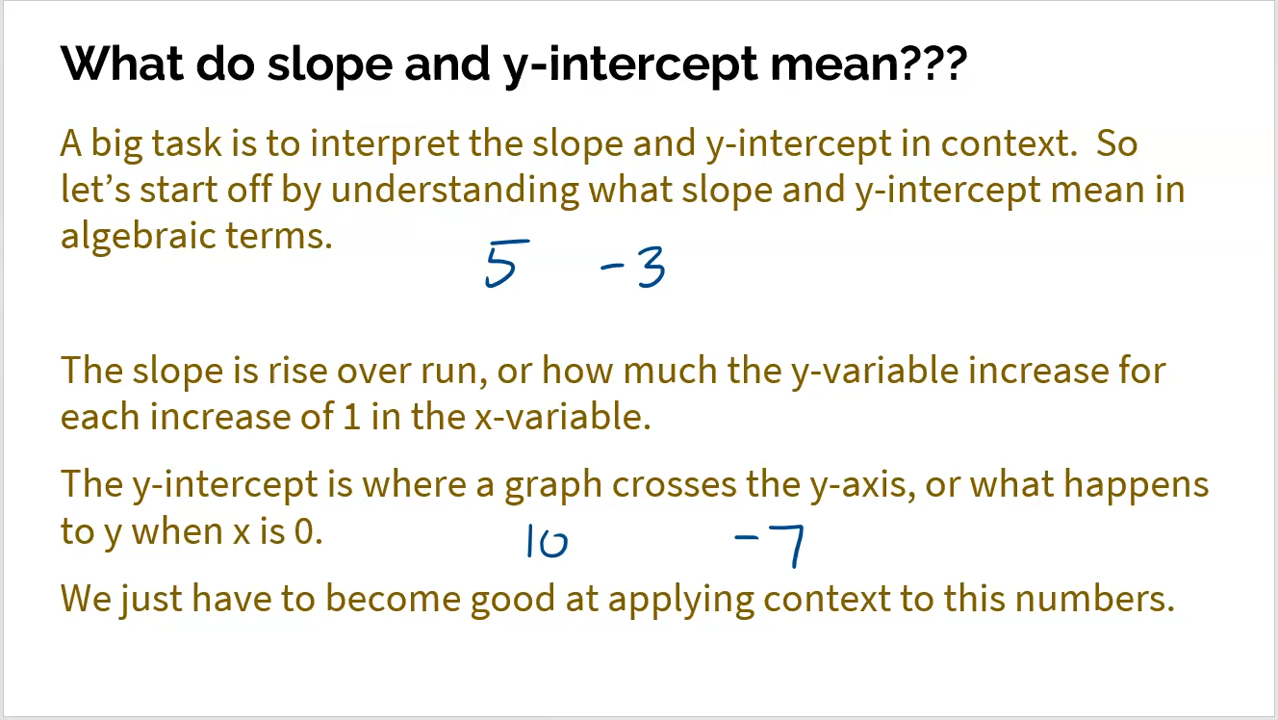 What do slope and y-intercept mean???
A big task is to interpret the slope and y-intercept in context.  So
let’s start off by understanding what slope and y-intercept mean in
algebraic terms.
5 -3
The slope is rise over run, or how much the y-variable increase for
each increase of 1 in the x-variable.
The y-intercept is where a graph crosses the y-axis, or what happens
to y when x is 0.
10 -7
We just have to become good at applying context to this numbers.